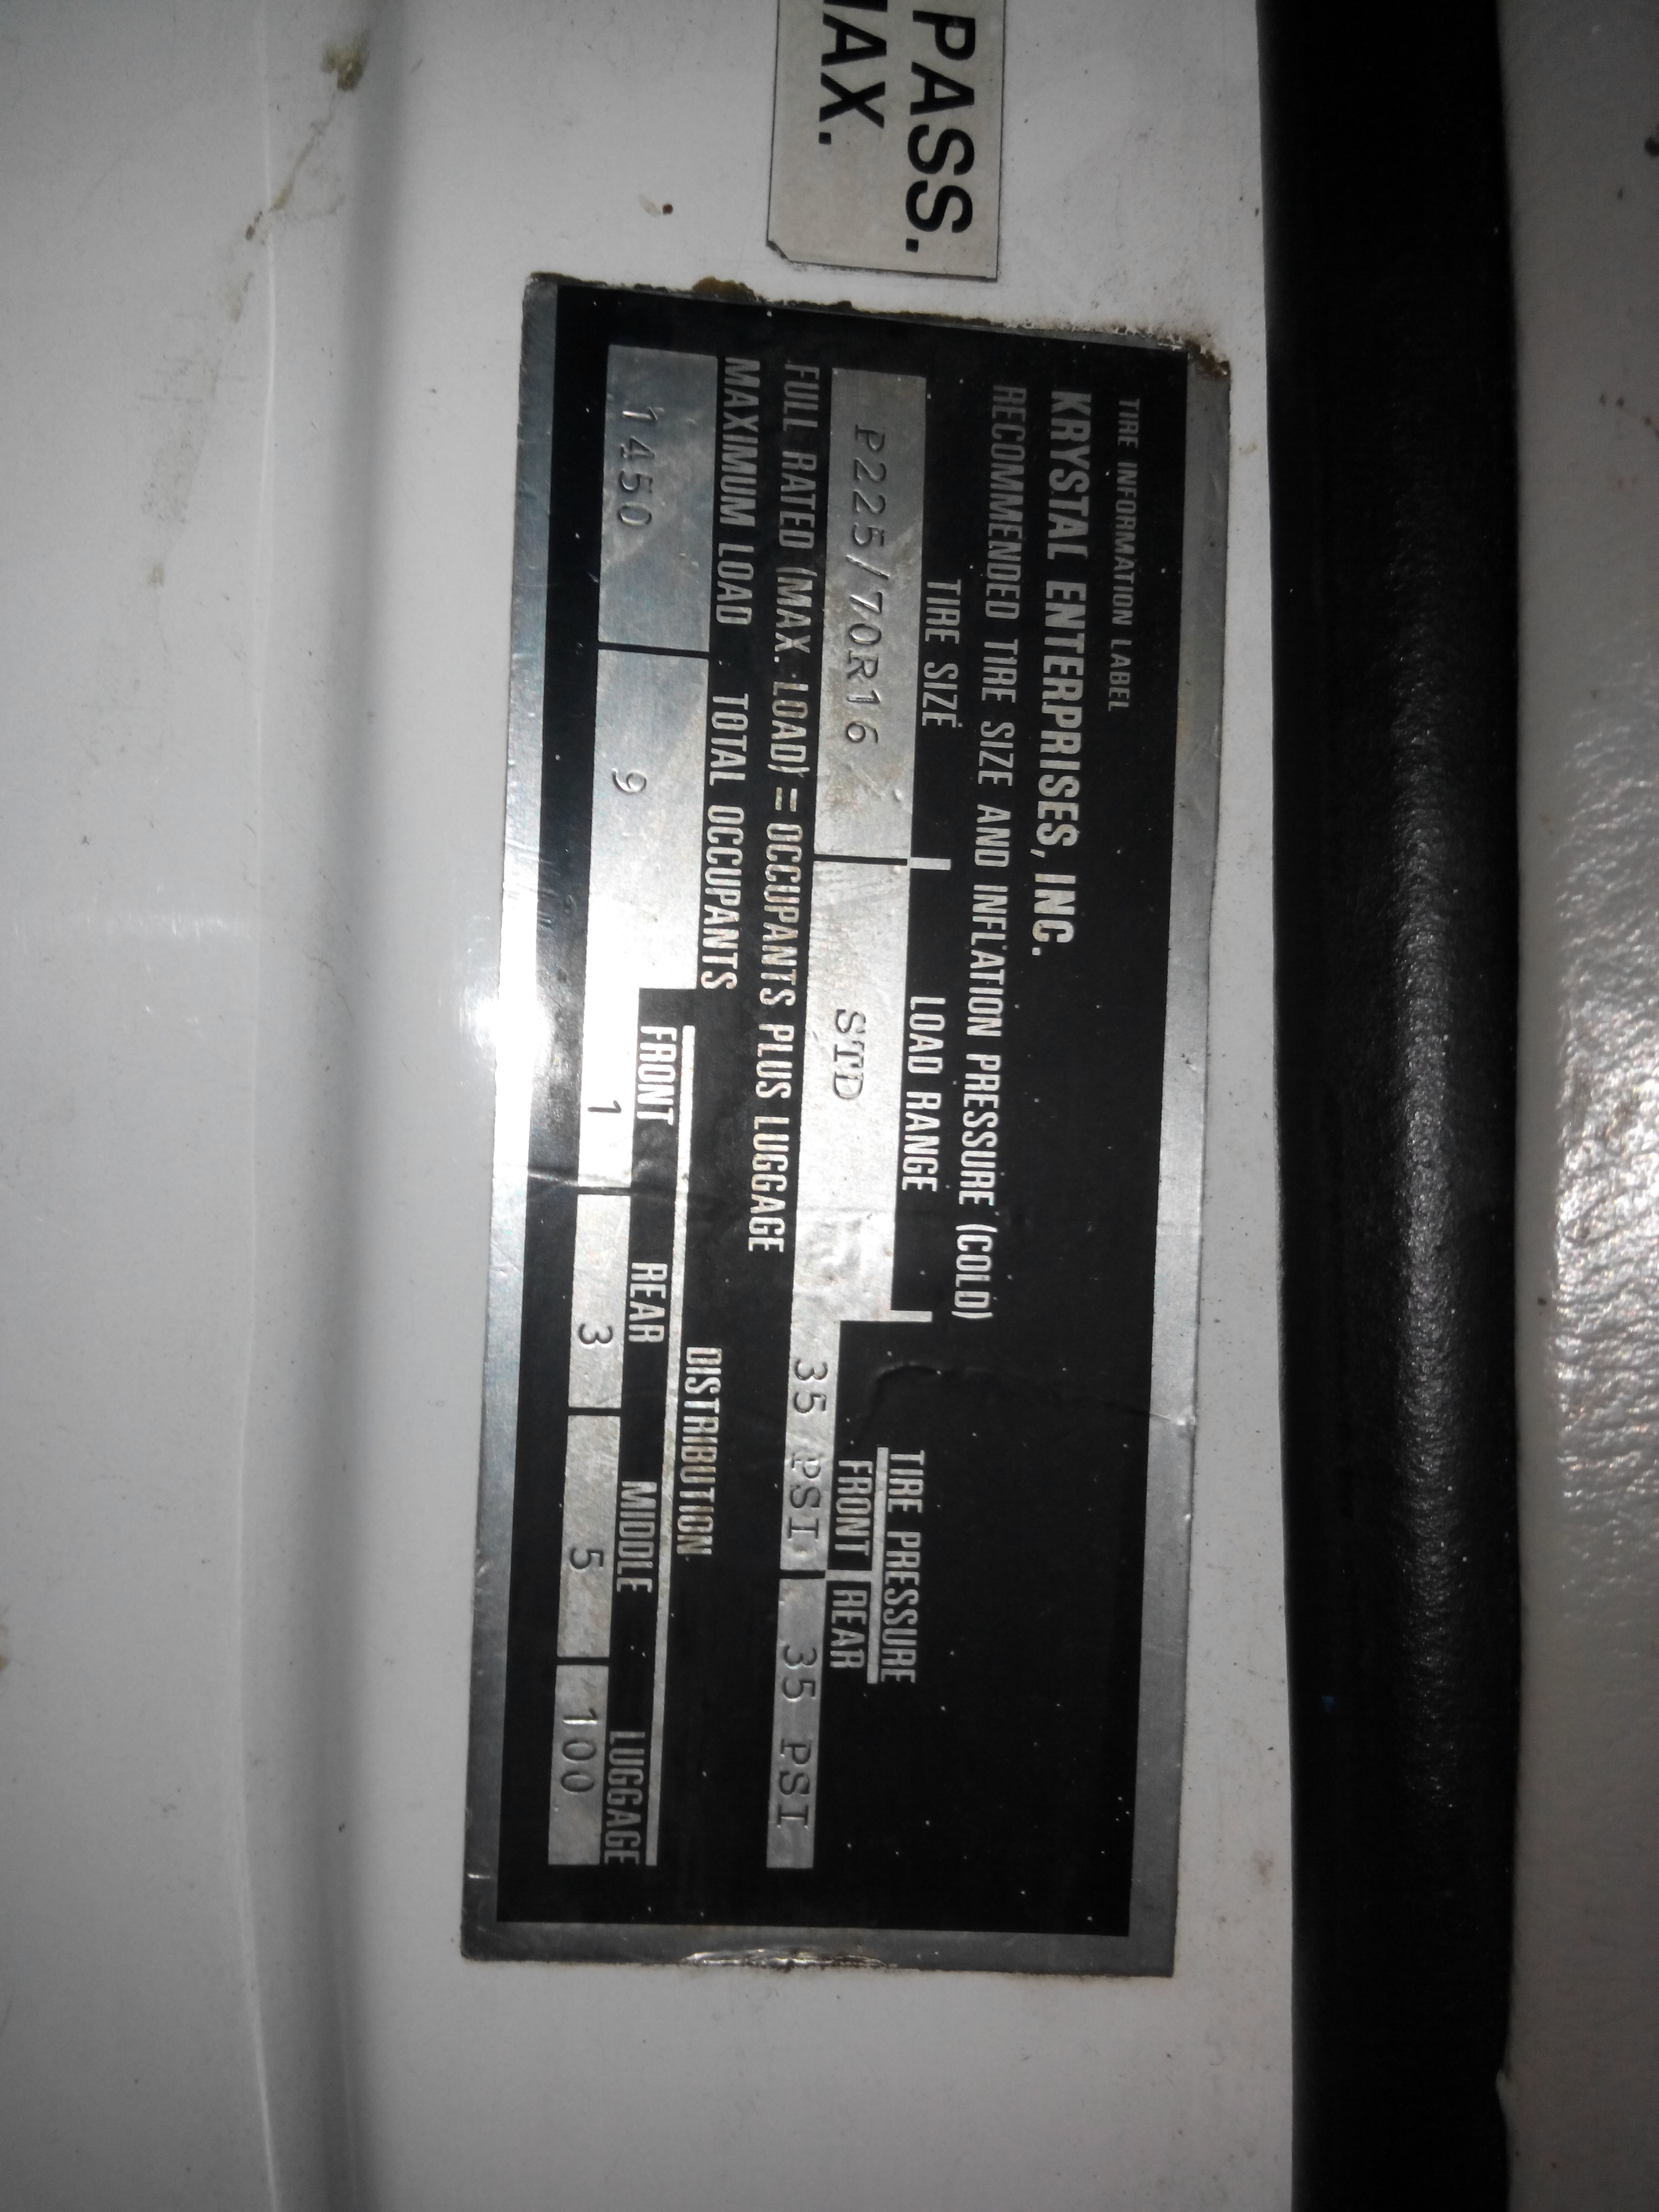 PASS.
AX.
TIRE INFORMATION LABEL
KRYSTAL ENTERPRISES, INC.
RECOMMENDED TIRE SIZE AND INFLATION PRESSURE (COLD)
TIRE SIZE LOAD RANGE TIRE PRESSURE
FRONT REAR
P225/70R16 STD 35 PSI 35 PSI
FULL RATED (MAX. LOAD) = OCCUPANTS PLUS LUGGAGE
MAXIMUM LOAD TOTAL OCCUPANTS DISTRIBUTION
FRONT REAR MIDDLE LUGGAGE
1450 9 1 3 5 100